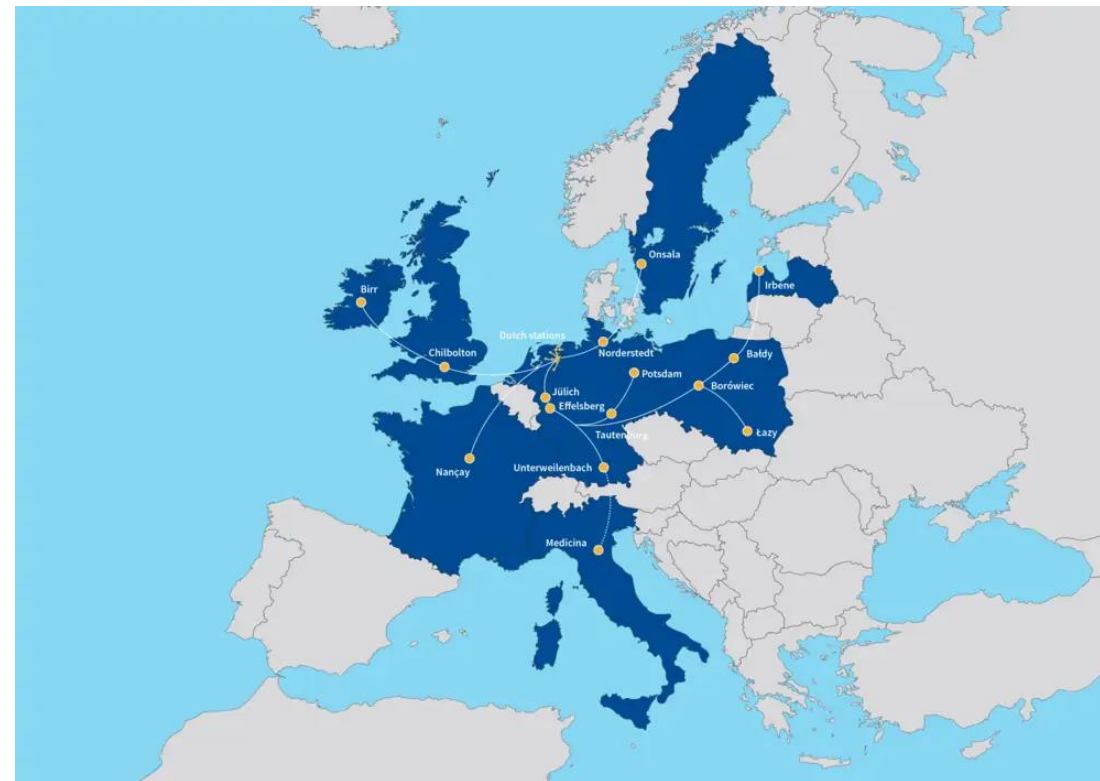 Onsala
Irbene
Birr
Dutch stations
Chilbolton
Norderstedt
Bałdy
Potsdam
Borówiec
Jülich
Effelsberg
Tautenburg
Łazy
Nançay
Unterweilenbach
Medicina